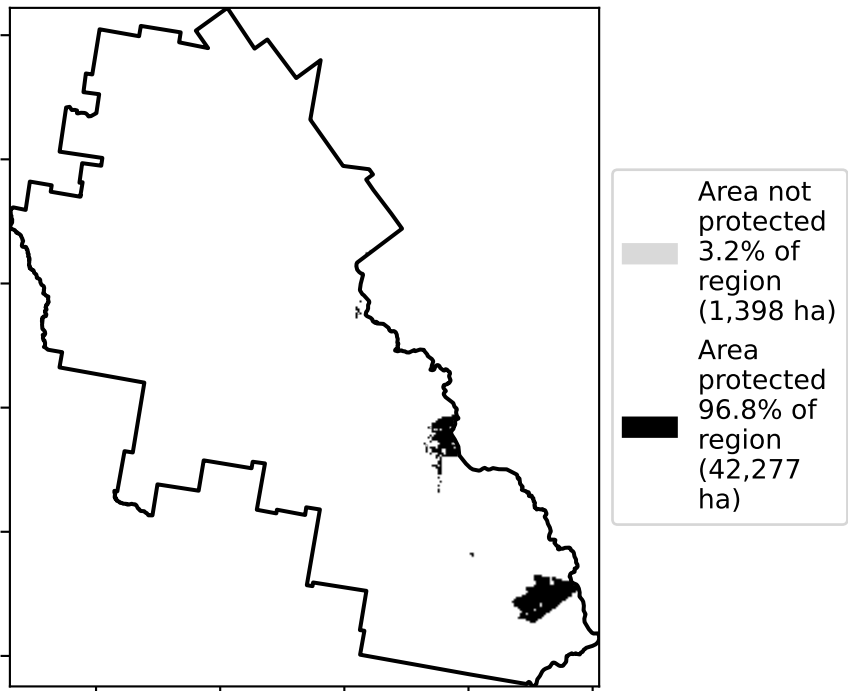 Area not
protected
3.2% of
region
(1,398 ha)
Area
protected
96.8% of
region
(42,277
ha)